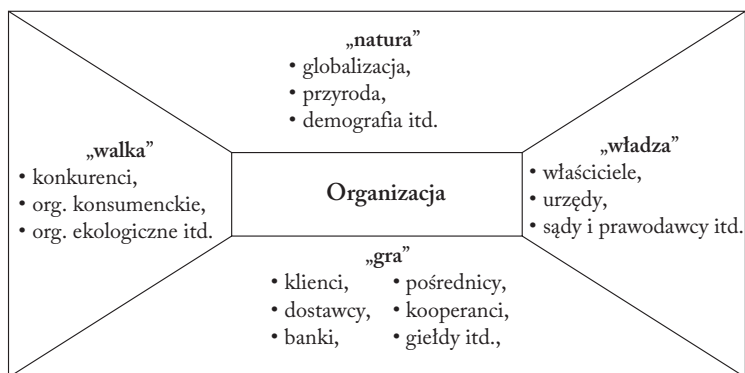 „natura”
• globalizacja,
• przyroda,
• demografia itd.
„walka”
• konkurenci,
• org. konsumenckie,
• org. ekologiczne itd.
Organizacja
„władza”
• właściciele,
• urzędy,
• sądy i prawodawcy itd.
„gra”
• klienci, • pośrednicy,
• dostawcy, • kooperanci,
• banki, • giełdy itd.,